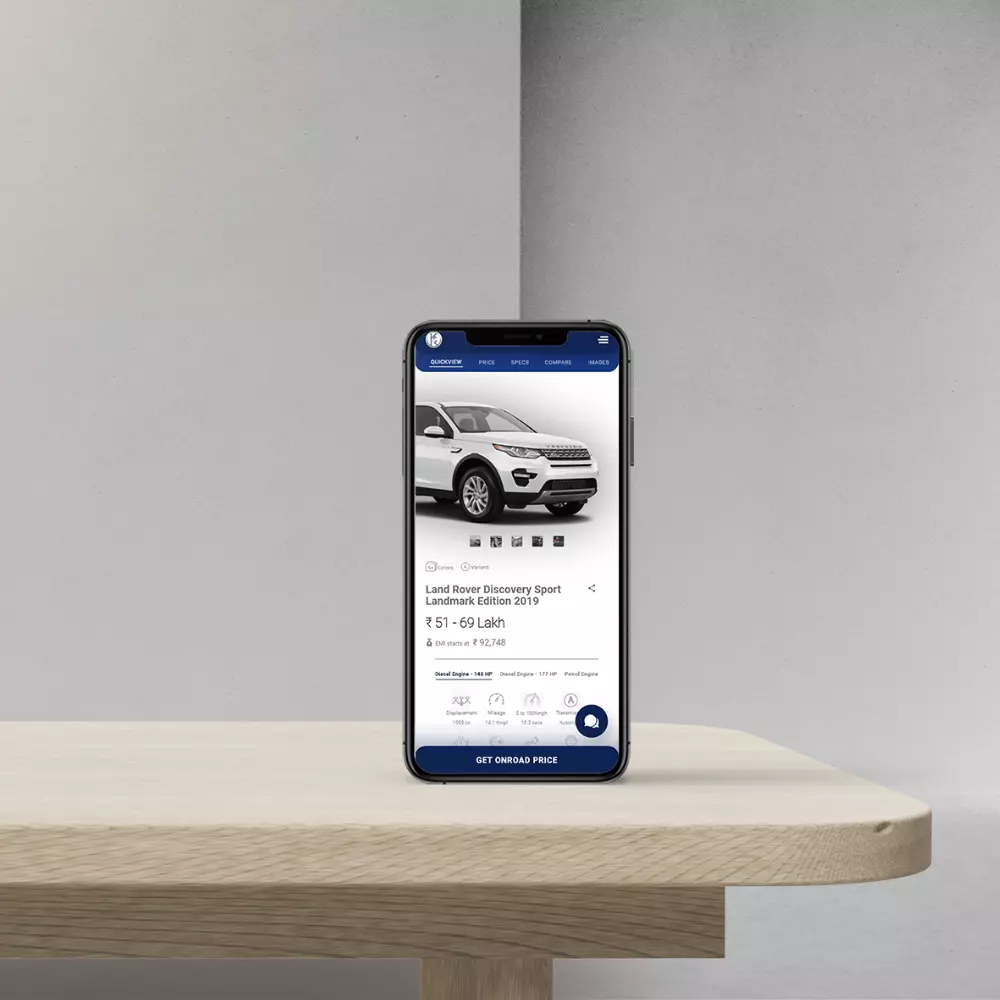 QUICKVIEW PRICE SPECS COMPARE IMAGES
Colors Variant
Land Rover Discovery Sport
Landmark Edition 2019
₹ 51 - 69 Lakh
EMI starts at ₹ 92,748
Diesel Engine - 148 HP Diesel Engine - 177 HP Petrol Engine
Displacement Mileage 0 to 100kmph
GET ONROAD PRICE